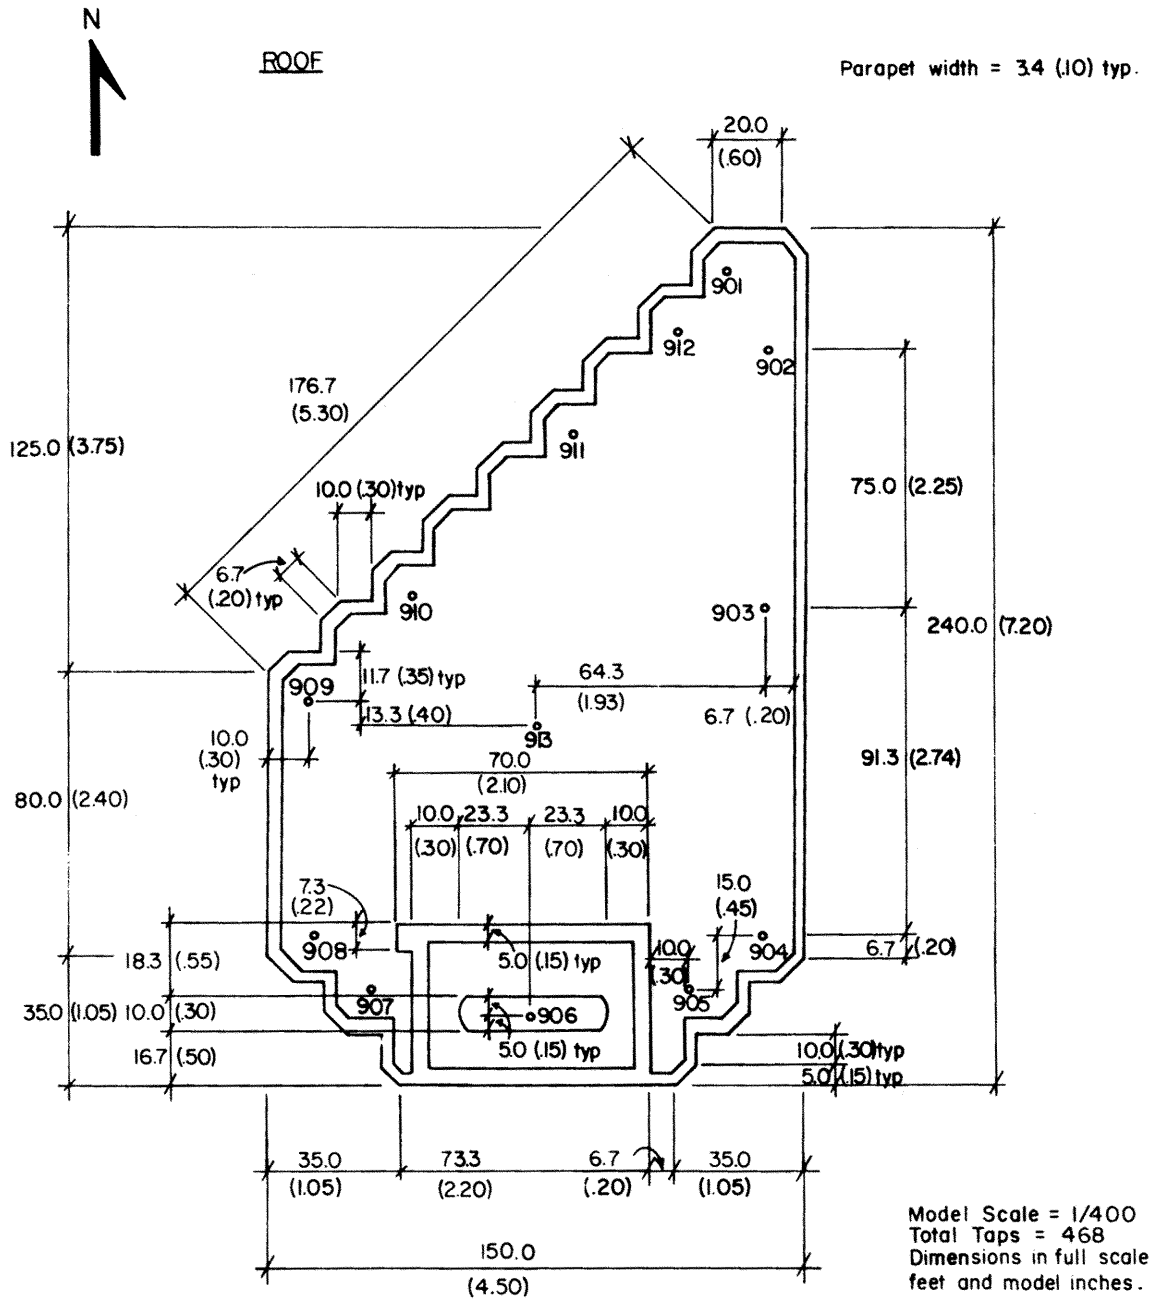 N
ROOF
Parapet width = 3.4 (.10) typ.
20.0
(.60)
901
912
902
176.7
(5.30)
125.0 (3.75)
911
10.0 (.30) typ
75.0 (2.25)
6.7
(.20) typ
910
903
240.0 (7.20)
909
11.7 (.35) typ
64.3
(1.93)
13.3 (.40)
6.7 (.20)
913
10.0
(.30)
typ
70.0
(2.10)
91.3 (2.74)
80.0 (2.40)
10.0 23.3 23.3 10.0
(.30) (.70) (.70) (.30)
7.3
(.22)
15.0
(.45)
908
904
18.3 (.55)
5.0 (.15) typ
10.0
(.30)
6.7 (.20)
907
905
35.0 (1.05) 10.0 (.30)
906
16.7 (.50)
5.0 (.15) typ
10.0 (.30) typ
5.0 (.15) typ
35.0 73.3 6.7 35.0
(1.05) (2.20) (.20) (1.05)
150.0
(4.50)
Model Scale = 1/400
Total Taps = 468
Dimensions in full scale
feet and model inches.